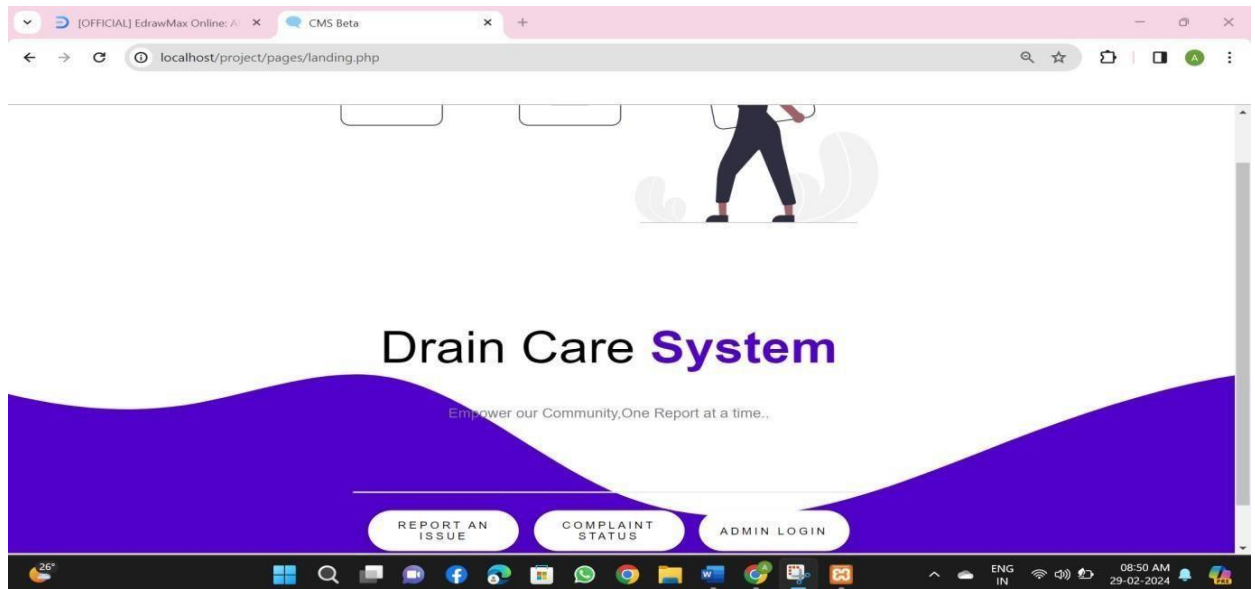 [OFFICIAL] EdrawMax Online: A
CMS Beta
localhost/project/pages/landing.php
A
Drain Care System
Empower our Community,One Report at a time..
REPORT AN
ISSUE
COMPLAINT
STATUS
ADMIN LOGIN
26°
ENG
IN
08:50 AM
29-02-2024